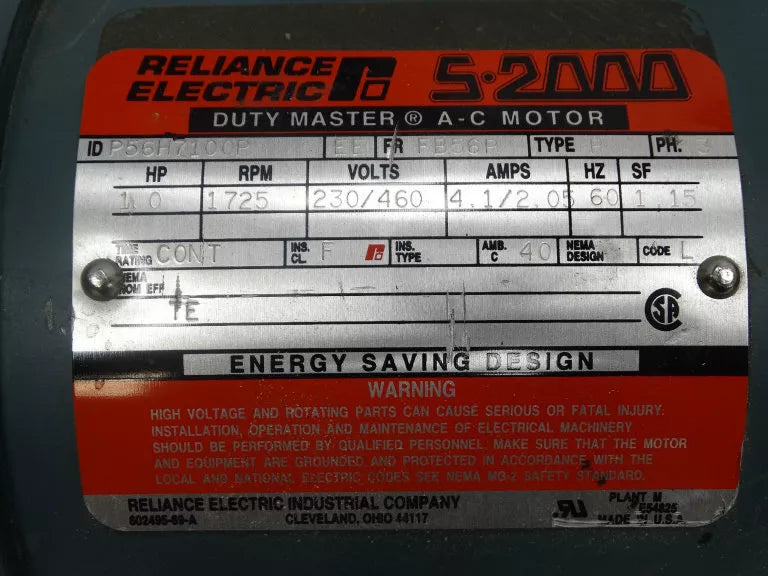 RELIANCE ELECTRIC S·2000
DUTY MASTER ® A-C MOTOR
ID P56H7100P EE FR FB56H TYPE P PH. 3
HP RPM VOLTS AMPS HZ SF
1.0 1725 230/460 4.1/2.05 60 1.15
TIME RATING CONT INS. CL. F INS. TYPE AMB. C 40 NEMA DESIGN CODE L
NEMA NOM EFF
TE
ENERGY SAVING DESIGN
WARNING
HIGH VOLTAGE AND ROTATING PARTS CAN CAUSE SERIOUS OR FATAL INJURY.
INSTALLATION, OPERATION AND MAINTENANCE OF ELECTRICAL MACHINERY
SHOULD BE PERFORMED BY QUALIFIED PERSONNEL. MAKE SURE THAT THE MOTOR
AND EQUIPMENT ARE GROUNDED AND PROTECTED IN ACCORDANCE WITH THE
LOCAL AND NATIONAL ELECTRIC CODES SEE NEMA MG-2 SAFETY STANDARD.
RELIANCE ELECTRIC INDUSTRIAL COMPANY PLANT M
602495-69-A CLEVELAND, OHIO 44117 E54825
MADE IN U.S.A.